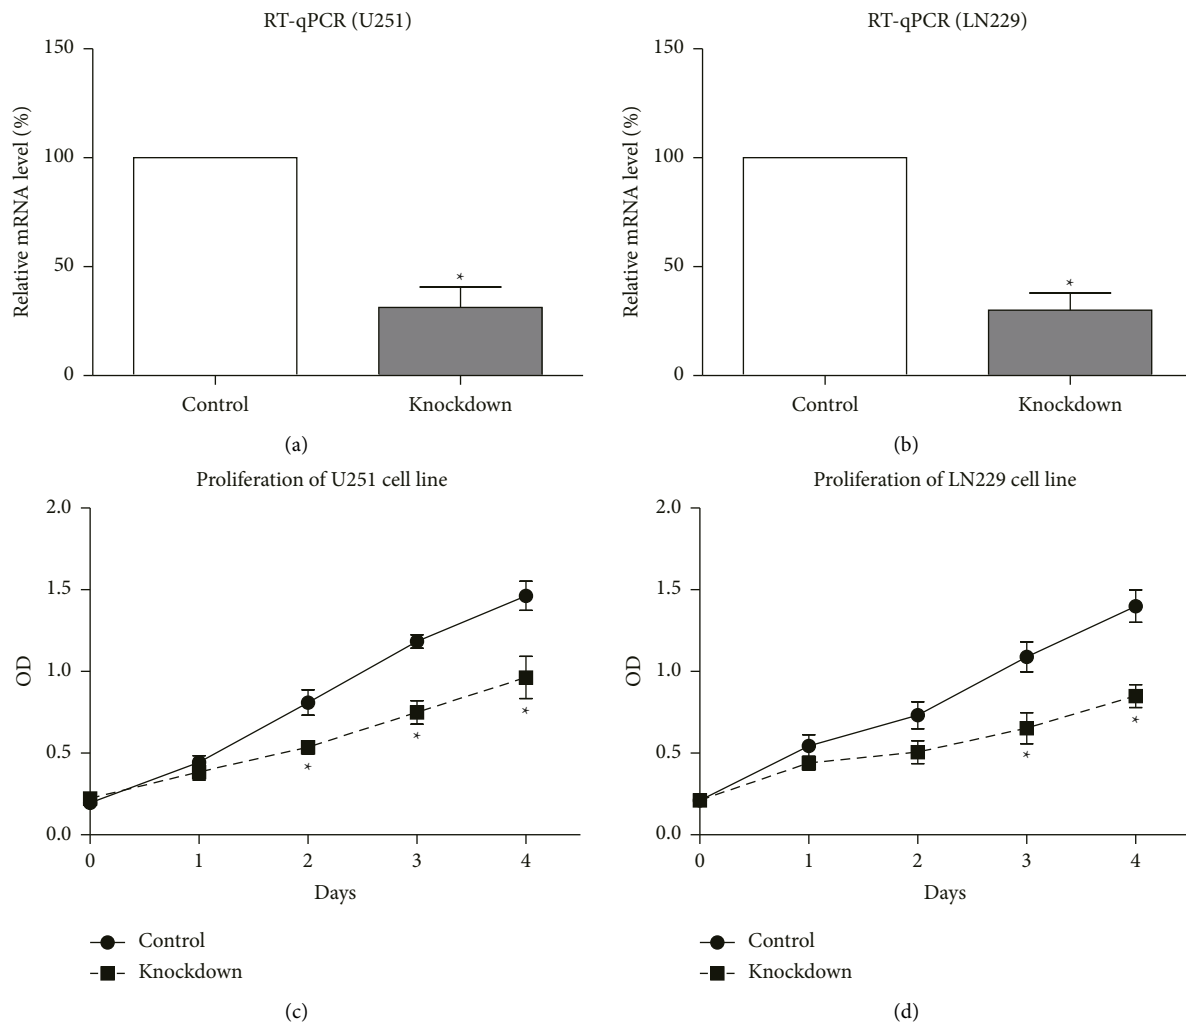 RT-qPCR (U251)
150
100
50
0
Relative mRNA level (%)
*
Control
Knockdown
(a)
RT-qPCR (LN229)
150
100
50
0
Relative mRNA level (%)
*
Control
Knockdown
(b)
Proliferation of U251 cell line
2.0
1.5
1.0
0.5
0.0
OD
*
*
*
0 1 2 3 4
Days
Control
Knockdown
(c)
Proliferation of LN229 cell line
2.0
1.5
1.0
0.5
0.0
OD
*
*
0 1 2 3 4
Days
Control
Knockdown
(d)